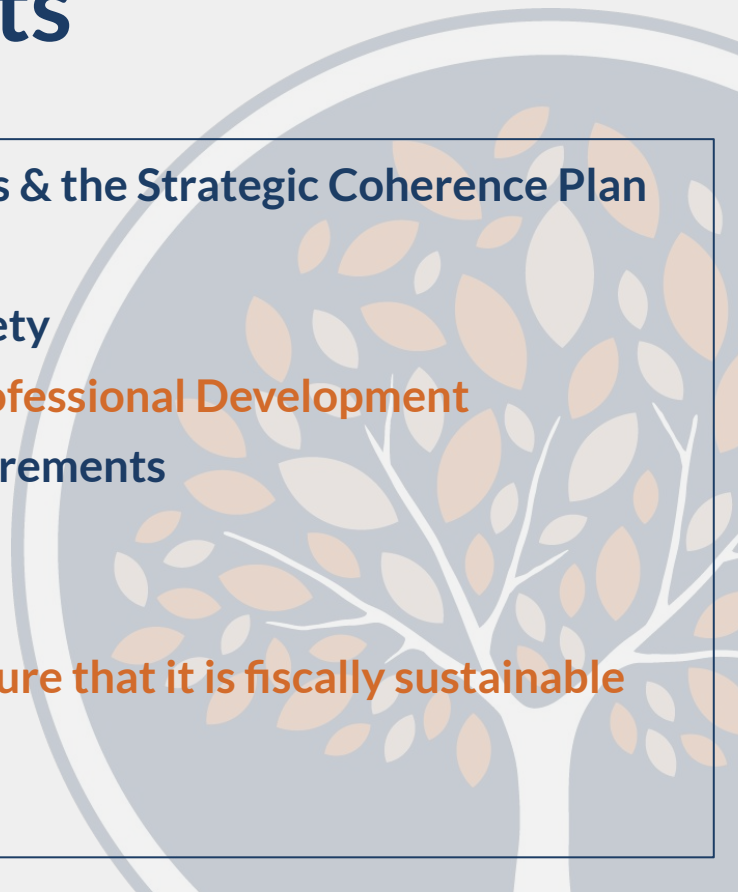 ts
s & the Strategic Coherence Plan
ety
ofessional Development
rements
ure that it is fiscally sustainable